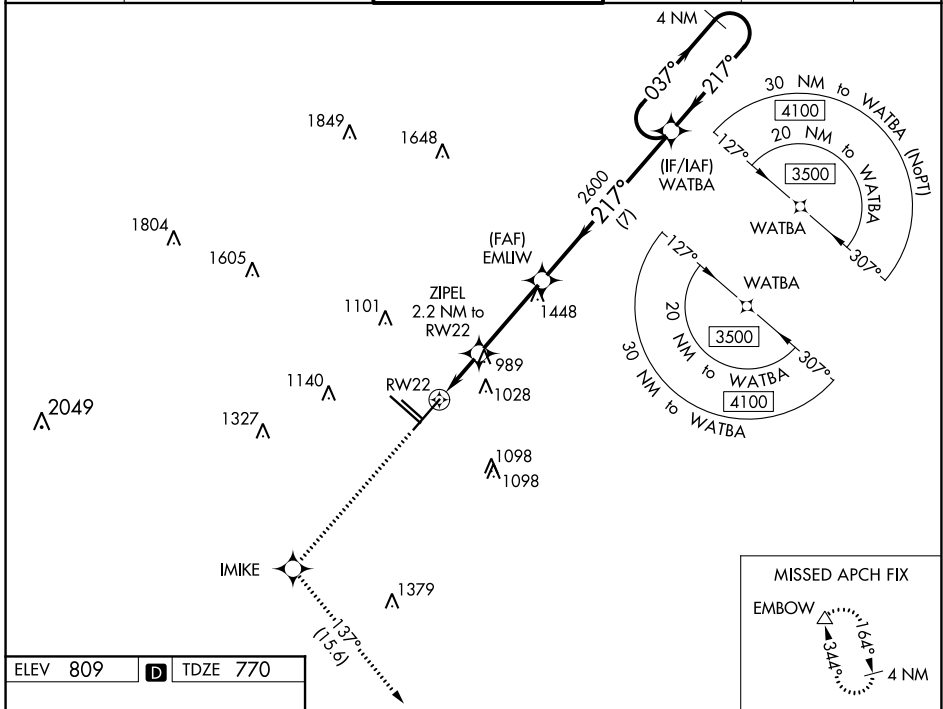 4 NM
037°
217°
30 NM to WATBA (NoPT)
4100
20 NM to WATBA
3500
127°
WATBA
307°
1849
1648
(IF/IAF)
WATBA
2600
217°
(7)
1804
1605
(FAF)
EMLIW
127°
WATBA
20 NM to WATBA
3500
307°
30 NM to WATBA
4100
ZIPEL
2.2 NM to
RW22
1101
1448
989
1140
RW22
1028
2049
1327
1098
1098
IMIKE
1379
137°
(15.6)
MISSED APCH FIX
EMBOW
164°
344°
4 NM
ELEV 809 D TDZE 770